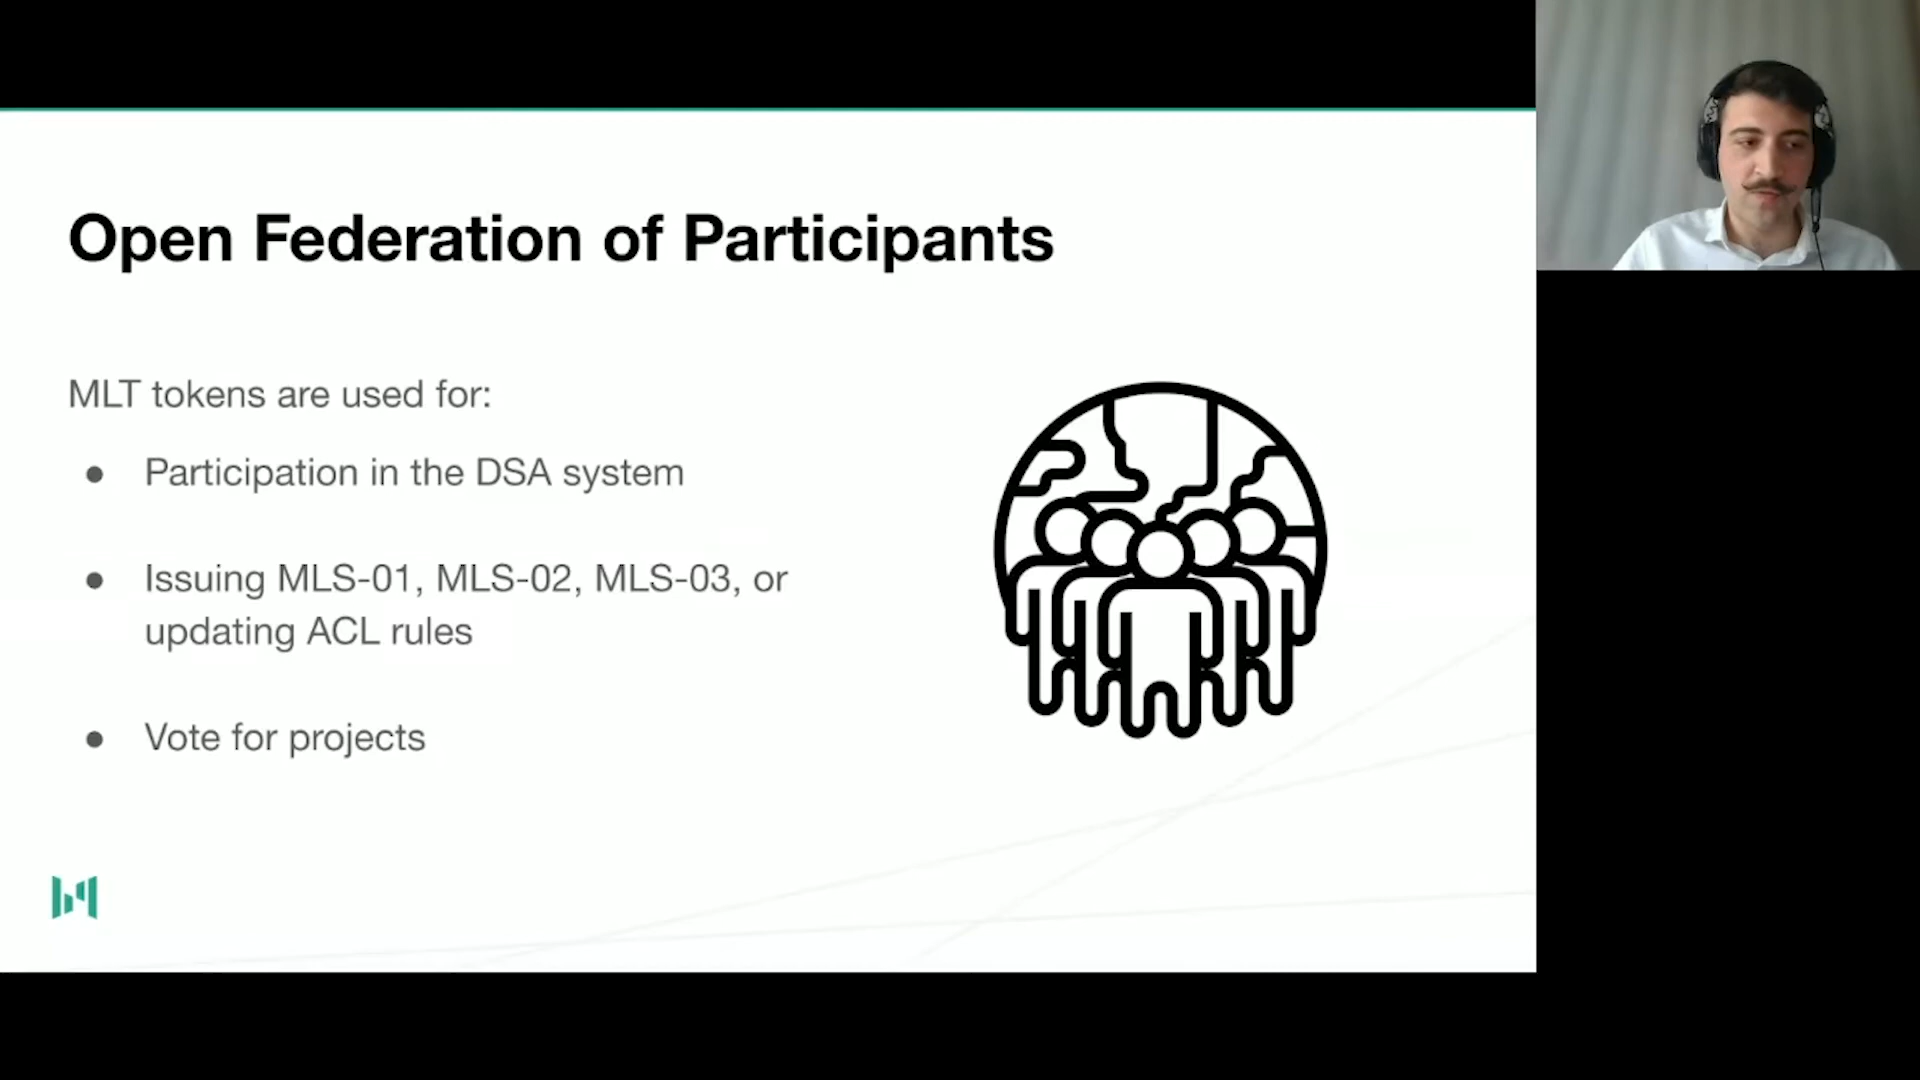 Open Federation of Participants
MLT tokens are used for:
● Participation in the DSA system
● Issuing MLS-01, MLS-02, MLS-03, or
updating ACL rules
● Vote for projects